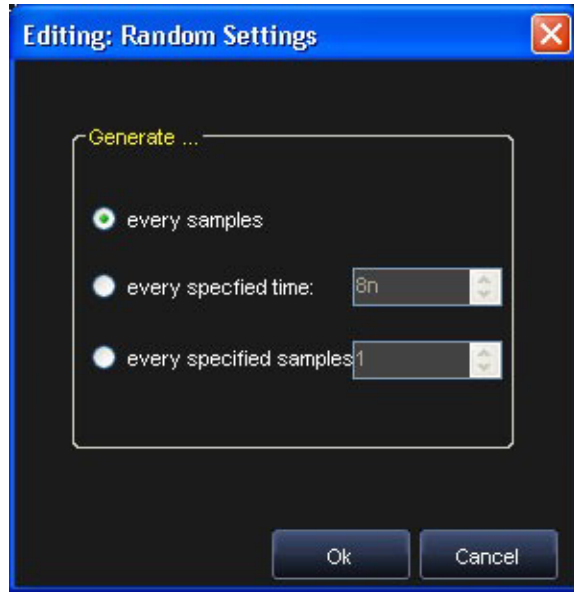 Editing: Random Settings
Generate ...
every samples
every specfied time: 8n
every specified samples 1
Ok Cancel